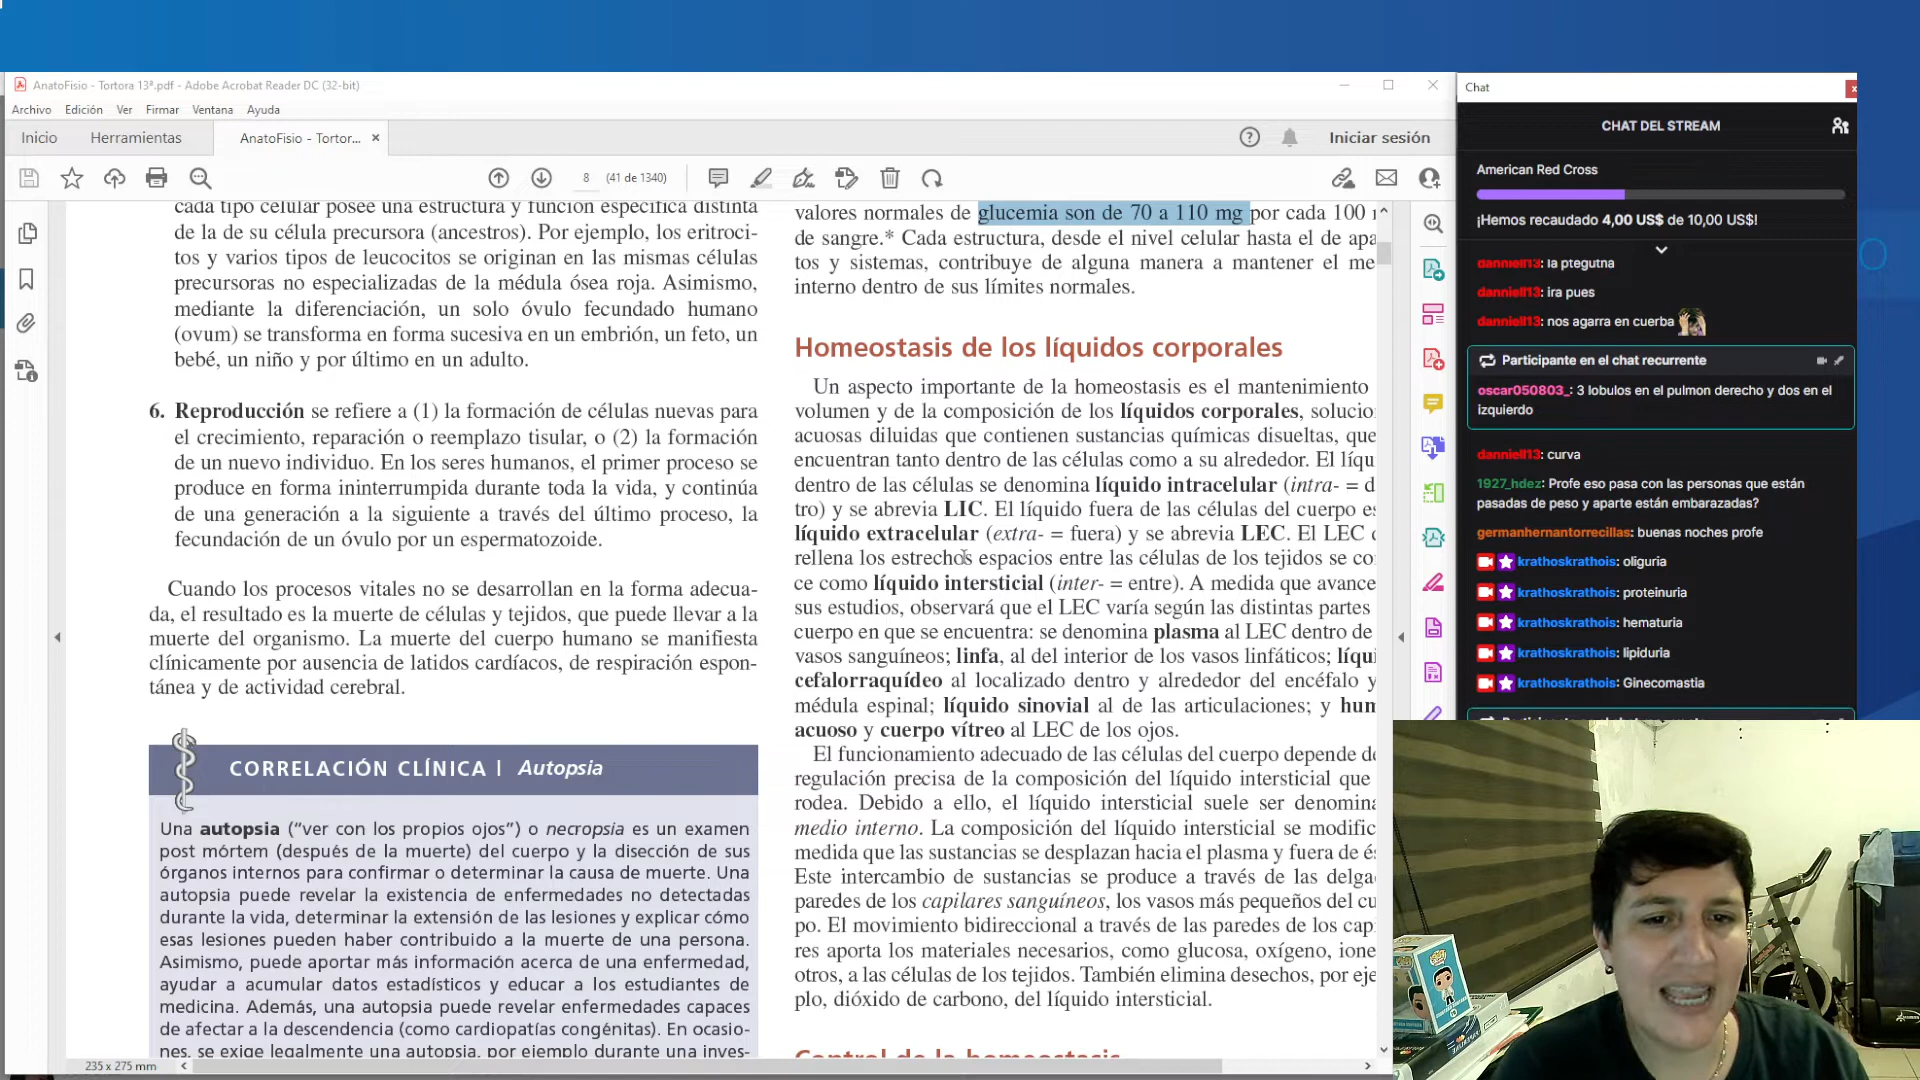 AnatoFisio - Tortora 13ª.pdf - Adobe Acrobat Reader DC (32-bit)
Archivo Edición Ver Firmar Ventana Ayuda
Inicio Herramientas AnatoFisio - Tortor... × Iniciar sesión
8 (41 de 1340)
cada tipo celular posee una estructura y función específica distinta
de la de su célula precursora (ancestros). Por ejemplo, los eritroci-
tos y varios tipos de leucocitos se originan en las mismas células
precursoras no especializadas de la médula ósea roja. Asimismo,
mediante la diferenciación, un solo óvulo fecundado humano
(ovum) se transforma en forma sucesiva en un embrión, un feto, un
bebé, un niño y por último en un adulto.
6. Reproducción se refiere a (1) la formación de células nuevas para
el crecimiento, reparación o reemplazo tisular, o (2) la formación
de un nuevo individuo. En los seres humanos, el primer proceso se
produce en forma ininterrumpida durante toda la vida, y continúa
de una generación a la siguiente a través del último proceso, la
fecundación de un óvulo por un espermatozoide.
Cuando los procesos vitales no se desarrollan en la forma adecua-
da, el resultado es la muerte de células y tejidos, que puede llevar a la
muerte del organismo. La muerte del cuerpo humano se manifiesta
clínicamente por ausencia de latidos cardíacos, de respiración espon-
tánea y de actividad cerebral.
CORRELACIÓN CLÍNICA | Autopsia
Una autopsia (“ver con los propios ojos”) o necropsia es un examen
post mórtem (después de la muerte) del cuerpo y la disección de sus
órganos internos para confirmar o determinar la causa de muerte. Una
autopsia puede revelar la existencia de enfermedades no detectadas
durante la vida, determinar la extensión de las lesiones y explicar cómo
esas lesiones pueden haber contribuido a la muerte de una persona.
Asimismo, puede aportar más información acerca de una enfermedad,
ayudar a acumular datos estadísticos y educar a los estudiantes de
medicina. Además, una autopsia puede revelar enfermedades capaces
de afectar a la descendencia (como cardiopatías congénitas). En ocasio-
nes, se exige legalmente una autopsia, por ejemplo durante una inves-
235 x 275 mm
valores normales de glucemia son de 70 a 110 mg por cada 100
de sangre.* Cada estructura, desde el nivel celular hasta el de apa
tos y sistemas, contribuye de alguna manera a mantener el me
interno dentro de sus límites normales.
Homeostasis de los líquidos corporales
Un aspecto importante de la homeostasis es el mantenimiento
volumen y de la composición de los líquidos corporales, solucio
acuosas diluidas que contienen sustancias químicas disueltas, que
encuentran tanto dentro de las células como a su alrededor. El líqu
dentro de las células se denomina líquido intracelular (intra- = d
tro) y se abrevia LIC. El líquido fuera de las células del cuerpo es
líquido extracelular (extra- = fuera) y se abrevia LEC. El LEC
rellena los estrechos espacios entre las células de los tejidos se co
ce como líquido intersticial (inter- = entre). A medida que avance
sus estudios, observará que el LEC varía según las distintas partes
cuerpo en que se encuentra: se denomina plasma al LEC dentro de
vasos sanguíneos; linfa, al del interior de los vasos linfáticos; líqui
cefalorraquídeo al localizado dentro y alrededor del encéfalo y
médula espinal; líquido sinovial al de las articulaciones; y hum
acuoso y cuerpo vítreo al LEC de los ojos.
El funcionamiento adecuado de las células del cuerpo depende de
regulación precisa de la composición del líquido intersticial que
rodea. Debido a ello, el líquido intersticial suele ser denomina
medio interno. La composición del líquido intersticial se modific
medida que las sustancias se desplazan hacia el plasma y fuera de és
Este intercambio de sustancias se produce a través de las delga
paredes de los capilares sanguíneos, los vasos más pequeños del cu
po. El movimiento bidireccional a través de las paredes de los capi
res aporta los materiales necesarios, como glucosa, oxígeno, ione
otros, a las células de los tejidos. También elimina desechos, por eje
plo, dióxido de carbono, del líquido intersticial.
Control de la homeostasis
Chat
CHAT DEL STREAM
American Red Cross
¡Hemos recaudado 4,00 US$ de 10,00 US$!
danniell13: la ptegutna
danniell13: ira pues
danniell13: nos agarra en cuerba
Participante en el chat recurrente
oscar050803_: 3 lobulos en el pulmon derecho y dos en el
izquierdo
danniell13: curva
1927_hdez: Profe eso pasa con las personas que están
pasadas de peso y aparte están embarazadas?
germanhernantorrecillas: buenas noches profe
krathoskrathois: oliguria
krathoskrathois: proteinuria
krathoskrathois: hematuria
krathoskrathois: lipiduria
krathoskrathois: Ginecomastia